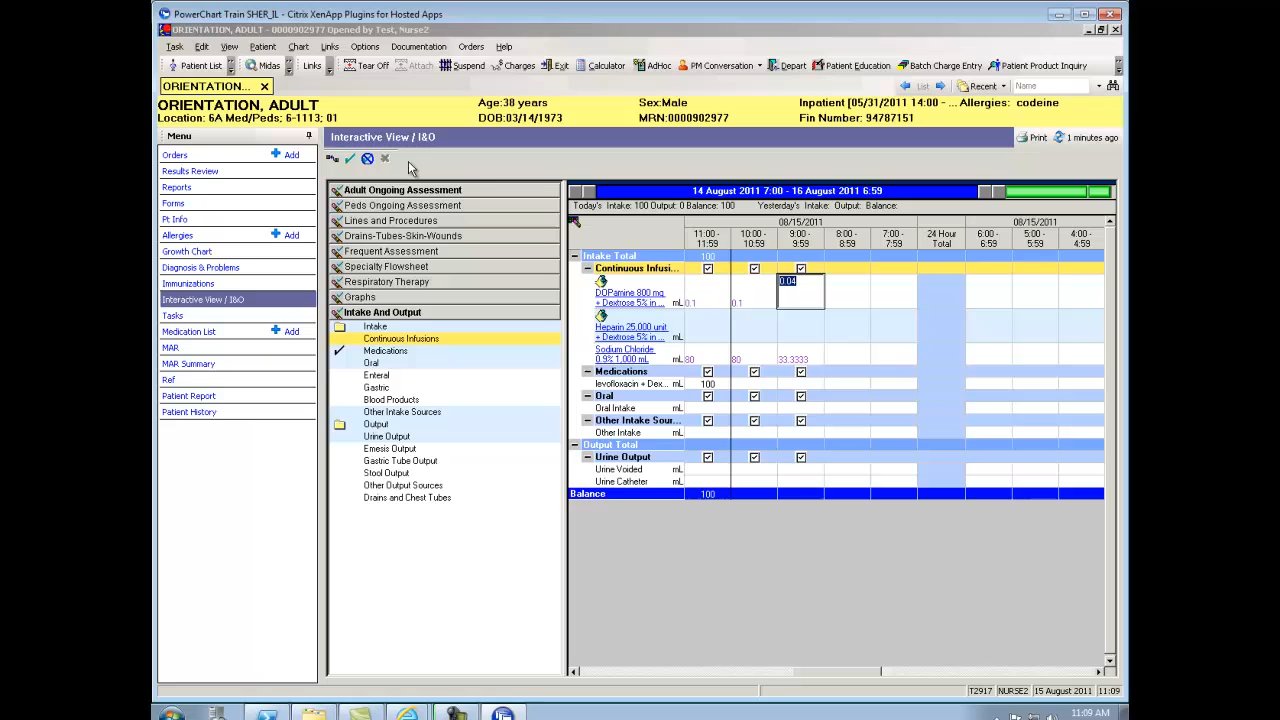 PowerChart Train SHER_IL - Citrix XenApp Plugins for Hosted Apps
ORIENTATION, ADULT - 0000902977 Opened by Test, Nurse2
Task Edit View Patient Chart Links Options Documentation Orders Help
Patient List Midas Links Tear Off Attach Suspend Charges Exit Calculator AdHoc PM Conversation Depart Patient Education Batch Charge Entry Patient Product Inquiry
ORIENTATION,... List Recent Name
ORIENTATION, ADULT Age:38 years Sex:Male Inpatient [05/31/2011 14:00 - ... Allergies: codeine
Location: 6A Med/Peds; 6-1113; 01 DOB:03/14/1973 MRN:0000902977 Fin Number: 94787151
Menu
Orders Add
Results Review
Reports
Forms
Pt Info
Allergies Add
Growth Chart
Diagnosis & Problems
Immunizations
Interactive View / I&O
Tasks
Medication List Add
MAR
MAR Summary
Ref
Patient Report
Patient History
Interactive View / I&O Print 1 minutes ago
Adult Ongoing Assessment
Peds Ongoing Assessment
Lines and Procedures
Drains-Tubes-Skin-Wounds
Frequent Assessment
Specialty Flowsheet
Respiratory Therapy
Graphs
Intake And Output
Intake
Continuous Infusions
Medications
Oral
Enteral
Gastric
Blood Products
Other Intake Sources
Output
Urine Output
Emesis Output
Gastric Tube Output
Stool Output
Other Output Sources
Drains and Chest Tubes
14 August 2011 7:00 - 16 August 2011 6:59
Today's Intake: 100 Output: 0 Balance: 100 Yesterday's Intake: Output: Balance:
08/15/2011 08/15/2011
11:00 - 10:00 - 9:00 - 8:00 - 7:00 - 24 Hour 6:00 - 5:00 - 4:00 -
11:59 10:59 9:59 8:59 7:59 Total 6:59 5:59 4:59
Intake Total 100
Continuous Infusi...
0.04
DOPamine 800 mg
+ Dextrose 5% in ... mL 0.1 0.1
Heparin 25,000 unit
+ Dextrose 5% in ... mL
Sodium Chloride
0.9% 1,000 mL mL 80 80 33.3333
Medications
levofloxacin + Dex... mL 100
Oral
Oral Intake mL
Other Intake Sour...
Other Intake mL
Output Total
Urine Output
Urine Voided mL
Urine Catheter mL
Balance 100
T2917 NURSE2 15 August 2011 11:09
11:09 AM